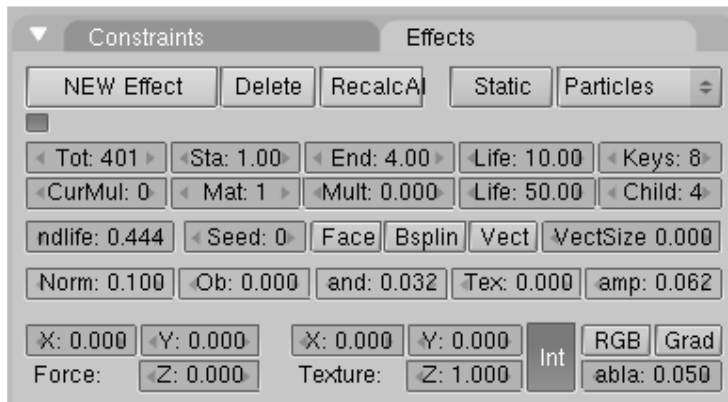 Constraints Effects
NEW Effect Delete RecalcAl Static Particles
Tot: 401 Sta: 1.00 End: 4.00 Life: 10.00 Keys: 8
CurMul: 0 Mat: 1 Mult: 0.000 Life: 50.00 Child: 4
ndlife: 0.444 Seed: 0 Face Bsplin Vect VectSize 0.000
Norm: 0.100 Ob: 0.000 and: 0.032 Tex: 0.000 amp: 0.062
X: 0.000 Y: 0.000 X: 0.000 Y: 0.000 Int RGB Grad
Force: Z: 0.000 Texture: Z: 1.000 abla: 0.050